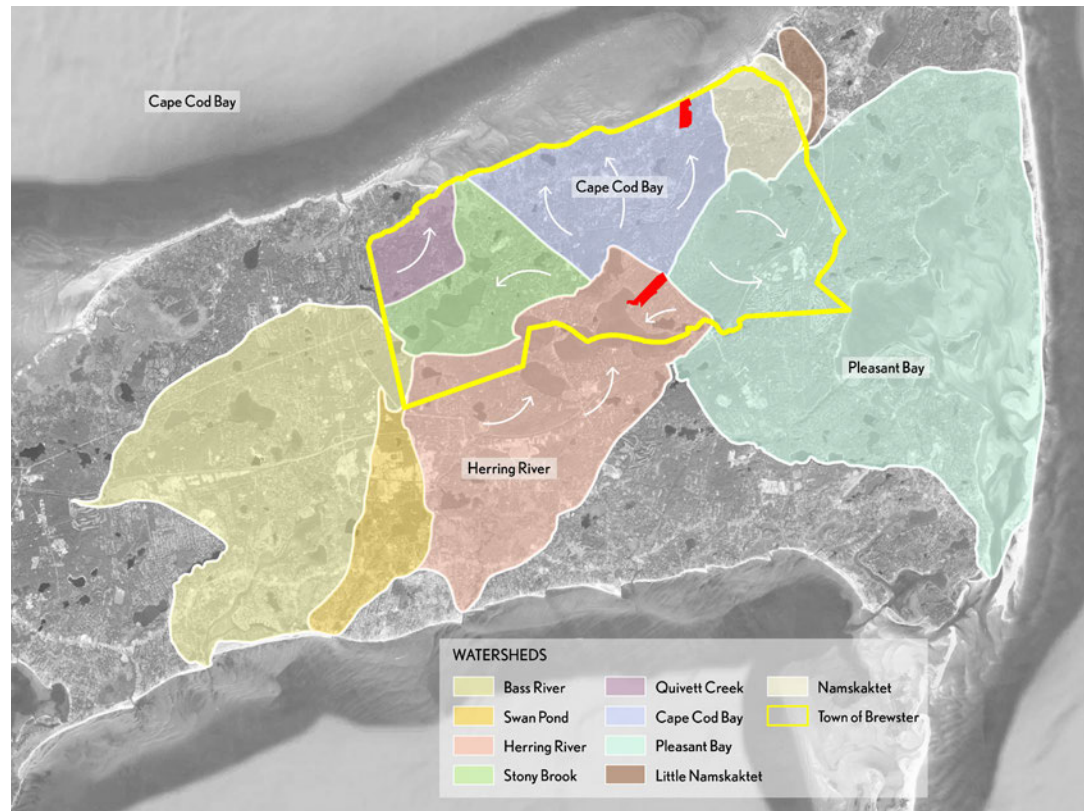 Cape Cod Bay
Cape Cod Bay
Pleasant Bay
Herring River
WATERSHEDS
Bass River
Swan Pond
Herring River
Stony Brook
Quivett Creek
Cape Cod Bay
Pleasant Bay
Little Namskaktet
Namskaktet
Town of Brewster